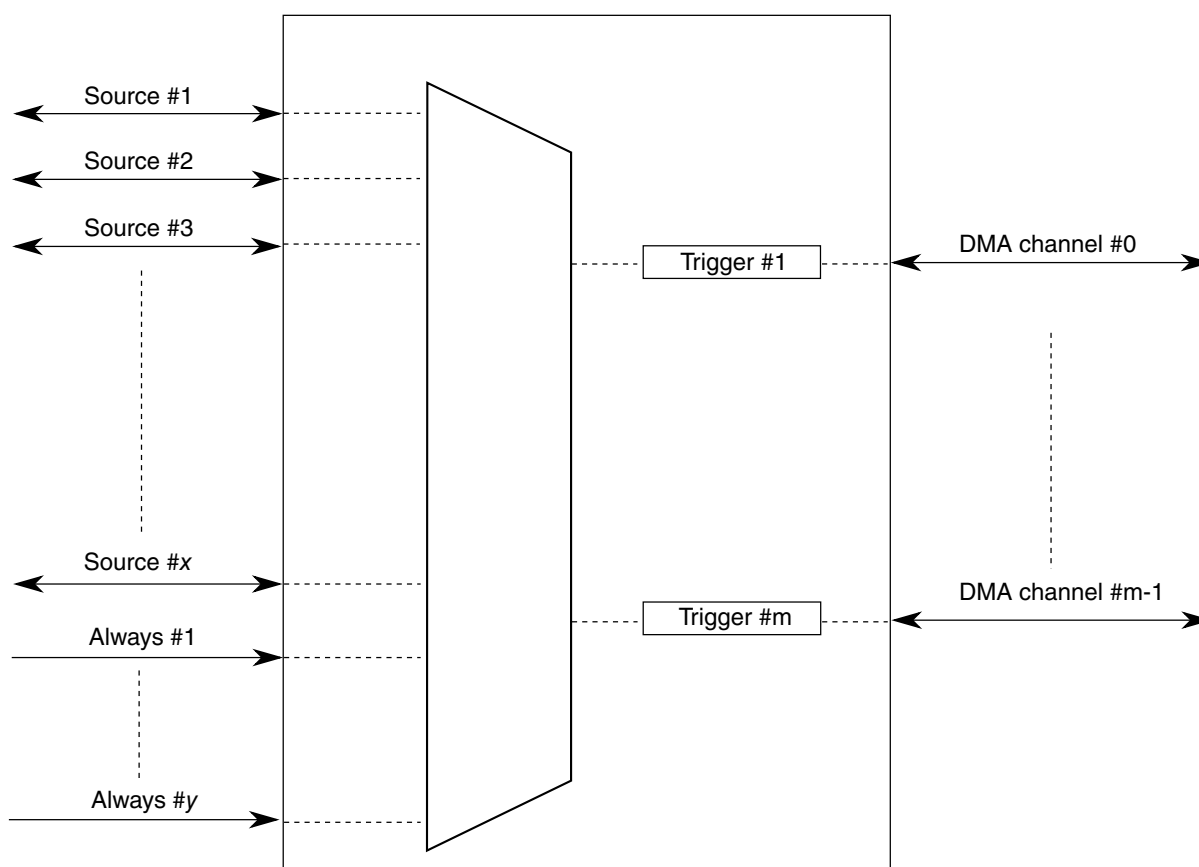 Source #1
Source #2
Source #3
Source #x
Always #1
Always #y
Trigger #1
Trigger #m
DMA channel #0
DMA channel #m-1